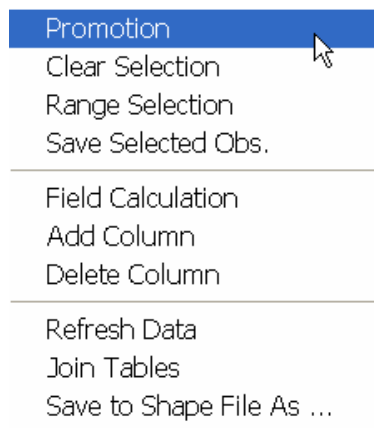 Promotion
Clear Selection
Range Selection
Save Selected Obs.
Field Calculation
Add Column
Delete Column
Refresh Data
Join Tables
Save to Shape File As ...